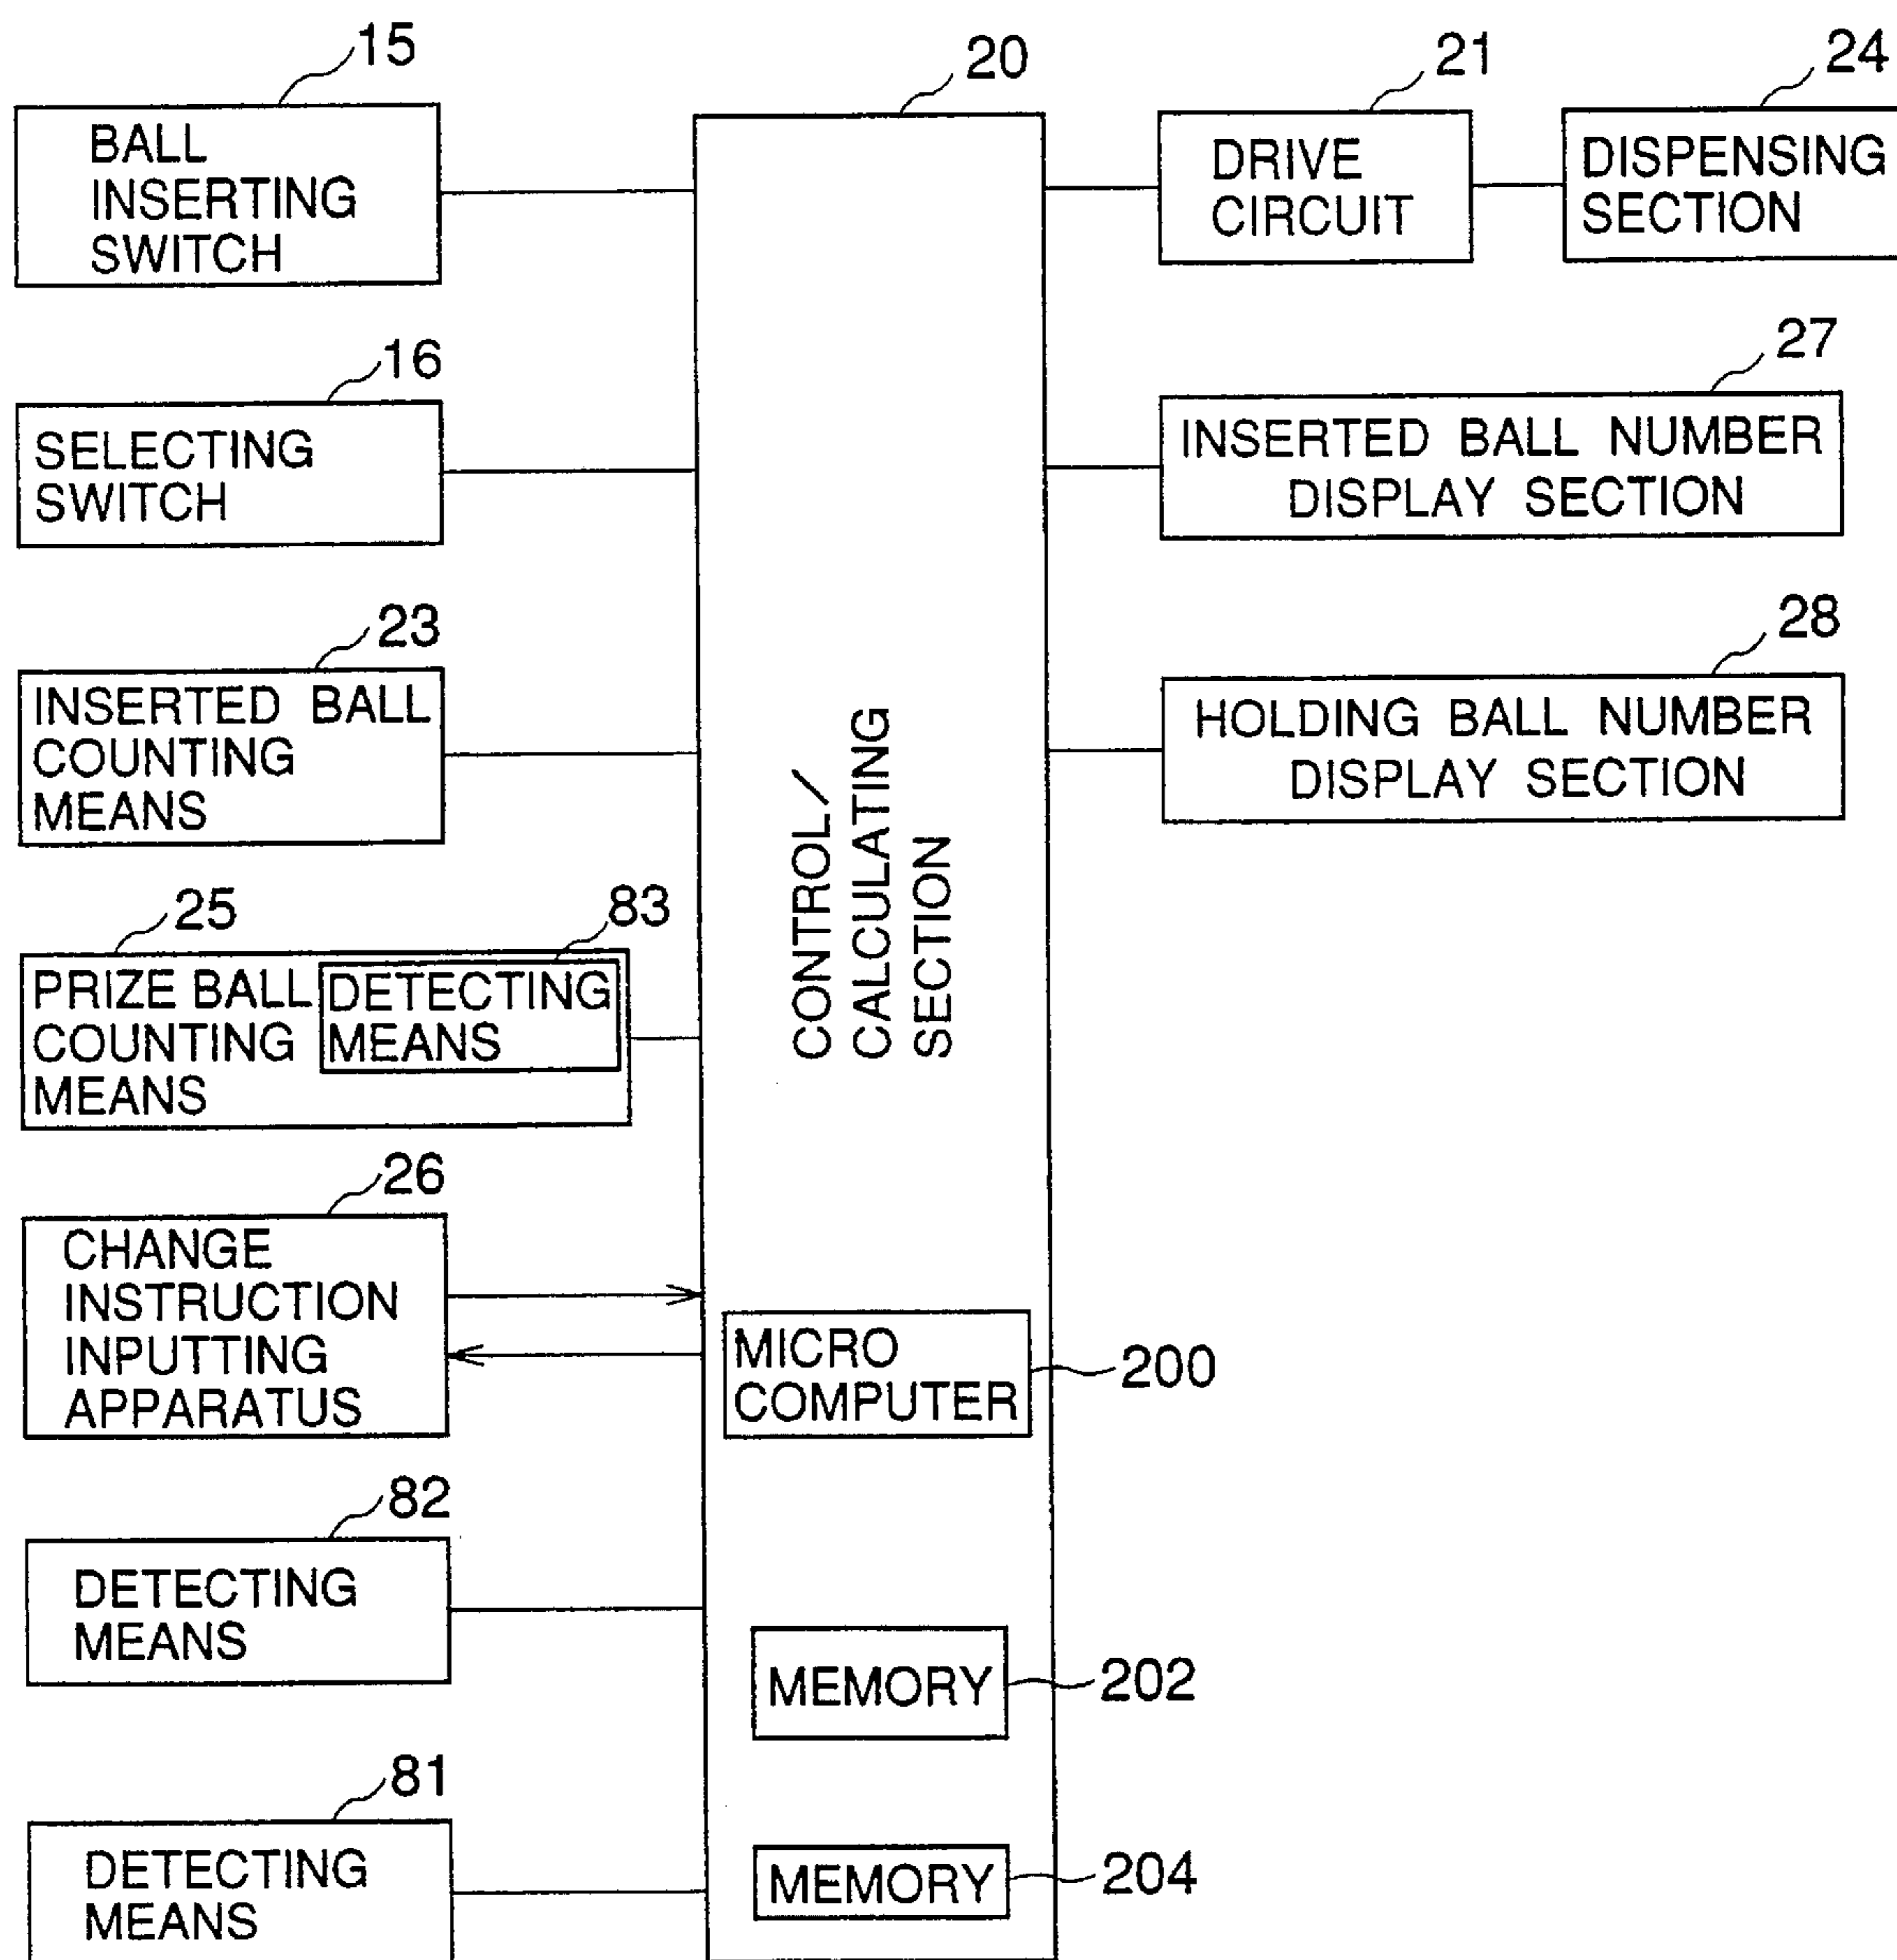 15
BALL
INSERTING
SWITCH
16
SELECTING
SWITCH
23
INSERTED BALL
COUNTING
MEANS
25
PRIZE BALL
COUNTING
MEANS
83
DETECTING
MEANS
26
CHANGE
INSTRUCTION
INPUTTING
APPARATUS
82
DETECTING
MEANS
81
DETECTING
MEANS
20
CONTROL/
CALCULATING
SECTION
MICRO
COMPUTER
200
MEMORY
202
MEMORY
204
21
DRIVE
CIRCUIT
24
DISPENSING
SECTION
27
INSERTED BALL NUMBER
DISPLAY SECTION
28
HOLDING BALL NUMBER
DISPLAY SECTION